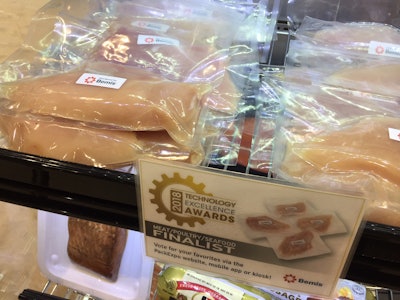 Bemis
Bemis
Bemis
2018
TECHNOLOGY
EXCELLENCE
AWARDS
MEAT/POULTRY/SEAFOOD
FINALIST
Vote for your favorites via the
PackExpo website, mobile app or kiosk!
Bemis